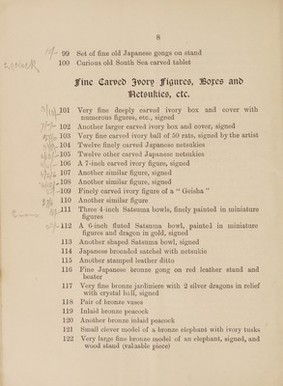 8
99 Set of fine old Japanese gongs on stand
100 Curious old South Sea carved tablet
Fine Carved Ivory Figures, Boxes and
Netsukies, etc.
101 Very fine deeply carved ivory box and cover with
numerous figures, etc., signed
102 Another larger carved ivory box and cover, signed
103 Very fine carved ivory ball of 50 rats, signed by the artist
104 Twelve finely carved Japanese netsukies
105 Twelve other carved Japanese netsukies
106 A 7-inch carved ivory figure, signed
107 Another similar figure, signed
108 Another similar figure, signed
109 Finely carved ivory figure of a “ Geisha ”
110 Another similar figure
111 Three 4-inch Satsuma bowls, finely painted in miniature
figures
112 A 6-inch fluted Satsuma bowl, painted in miniature
figures and dragon in gold, signed
113 Another shaped Satsuma bowl, signed
114 Japanese brocaded satchel with netsukie
115 Another stamped leather ditto
116 Fine Japanese bronze gong on red leather stand and
beater
117 Very fine bronze jardiniere with 2 silver dragons in relief
with crystal ball, signed
118 Pair of bronze vases
119 Inlaid bronze peacock
120 Another bronze inlaid peacock
121 Small clever model of a bronze elephant with ivory tusks
122 Very large fine bronze model of an elephant, signed, and
wood stand (valuable piece)